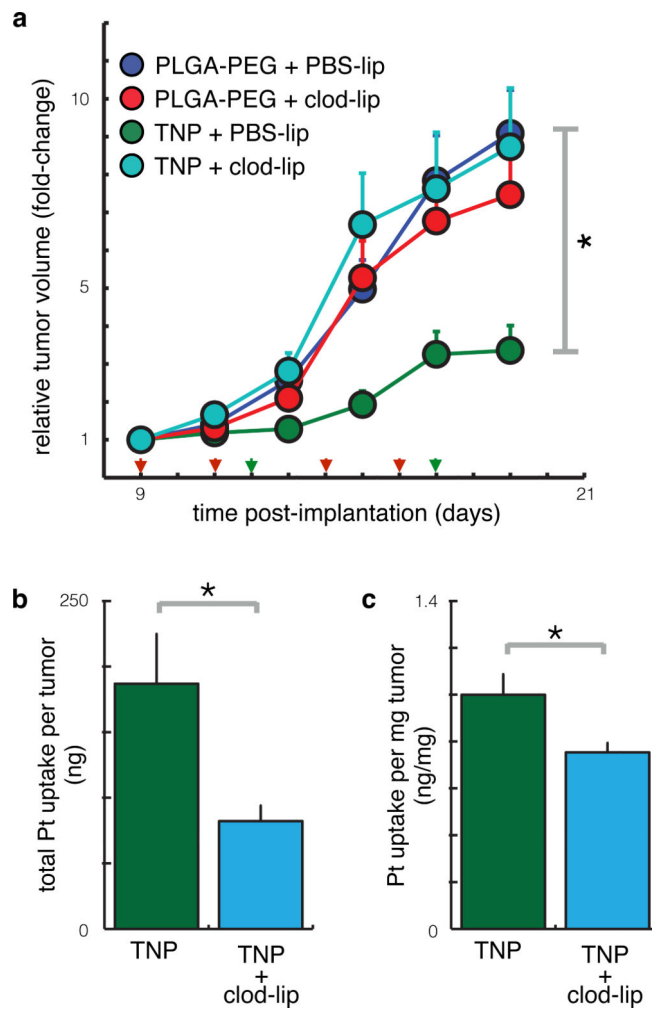 a
relative tumor volume (fold-change)
10
5
1
PLGA-PEG + PBS-lip
PLGA-PEG + clod-lip
TNP + PBS-lip
TNP + clod-lip
*
9
21
time post-implantation (days)
b
total Pt uptake per tumor
(ng)
250
0
*
TNP
TNP
+
clod-lip
c
Pt uptake per mg tumor
(ng/mg)
1.4
0
*
TNP
TNP
+
clod-lip